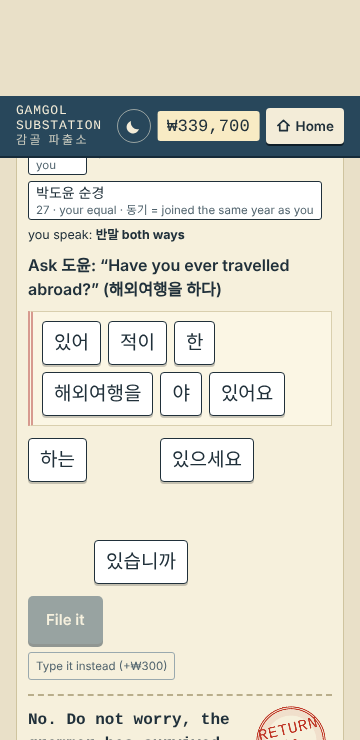 GAMGOL
SUBSTATION
감골 파출소
₩339,700
Home
you
박도윤 순경
27 · your equal · 동기 = joined the same year as you
you speak: 반말 both ways
Ask 도윤: “Have you ever travelled
abroad?” (해외여행을 하다)
있어 적이 한
해외여행을 야 있어요
하는 있으세요
있습니까
File it
Type it instead (+₩300)
No. Do not worry, the
RETURN